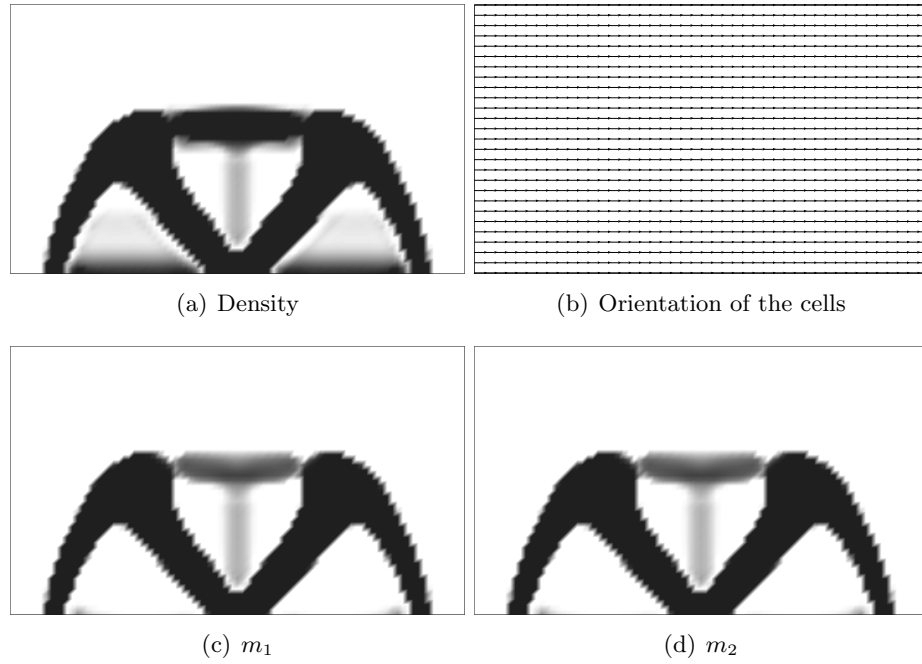 (a) Density
(b) Orientation of the cells
(c) m₁
(d) m₂